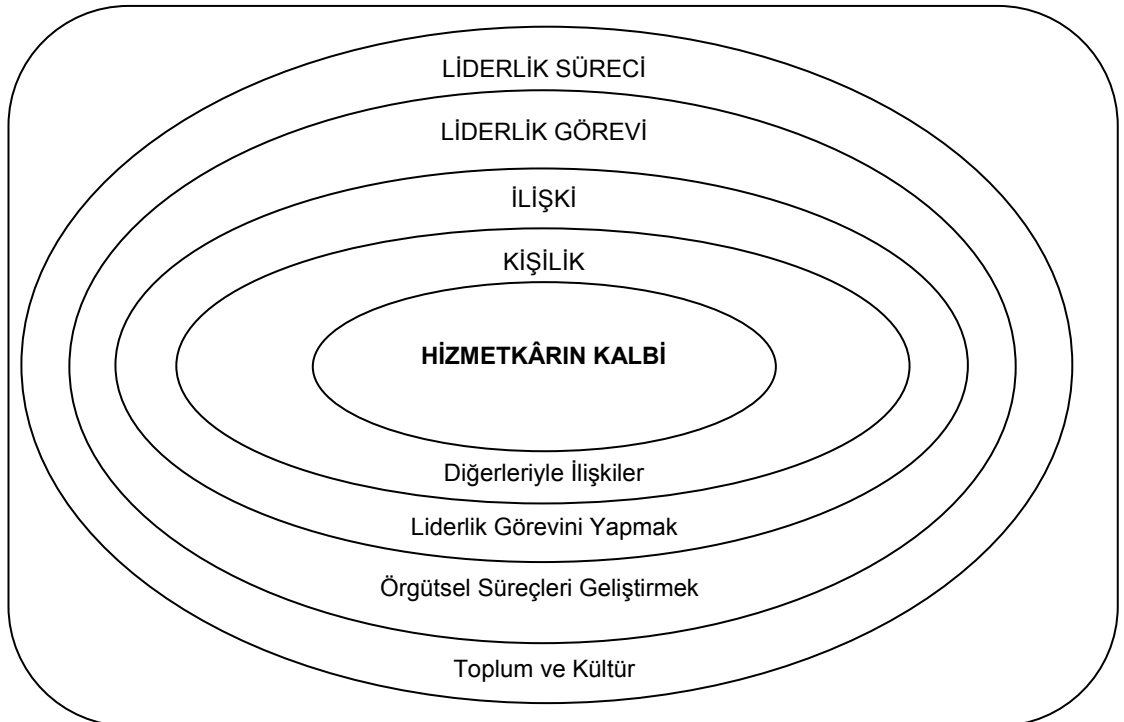 LİDERLİK SÜRECİ
LİDERLİK GÖREVİ
İLİŞKİ
KİŞİLİK
HİZMETKÂRIN KALBİ
Diğerleriyle İlişkiler
Liderlik Görevini Yapmak
Örgütsel Süreçleri Geliştirmek
Toplum ve Kültür